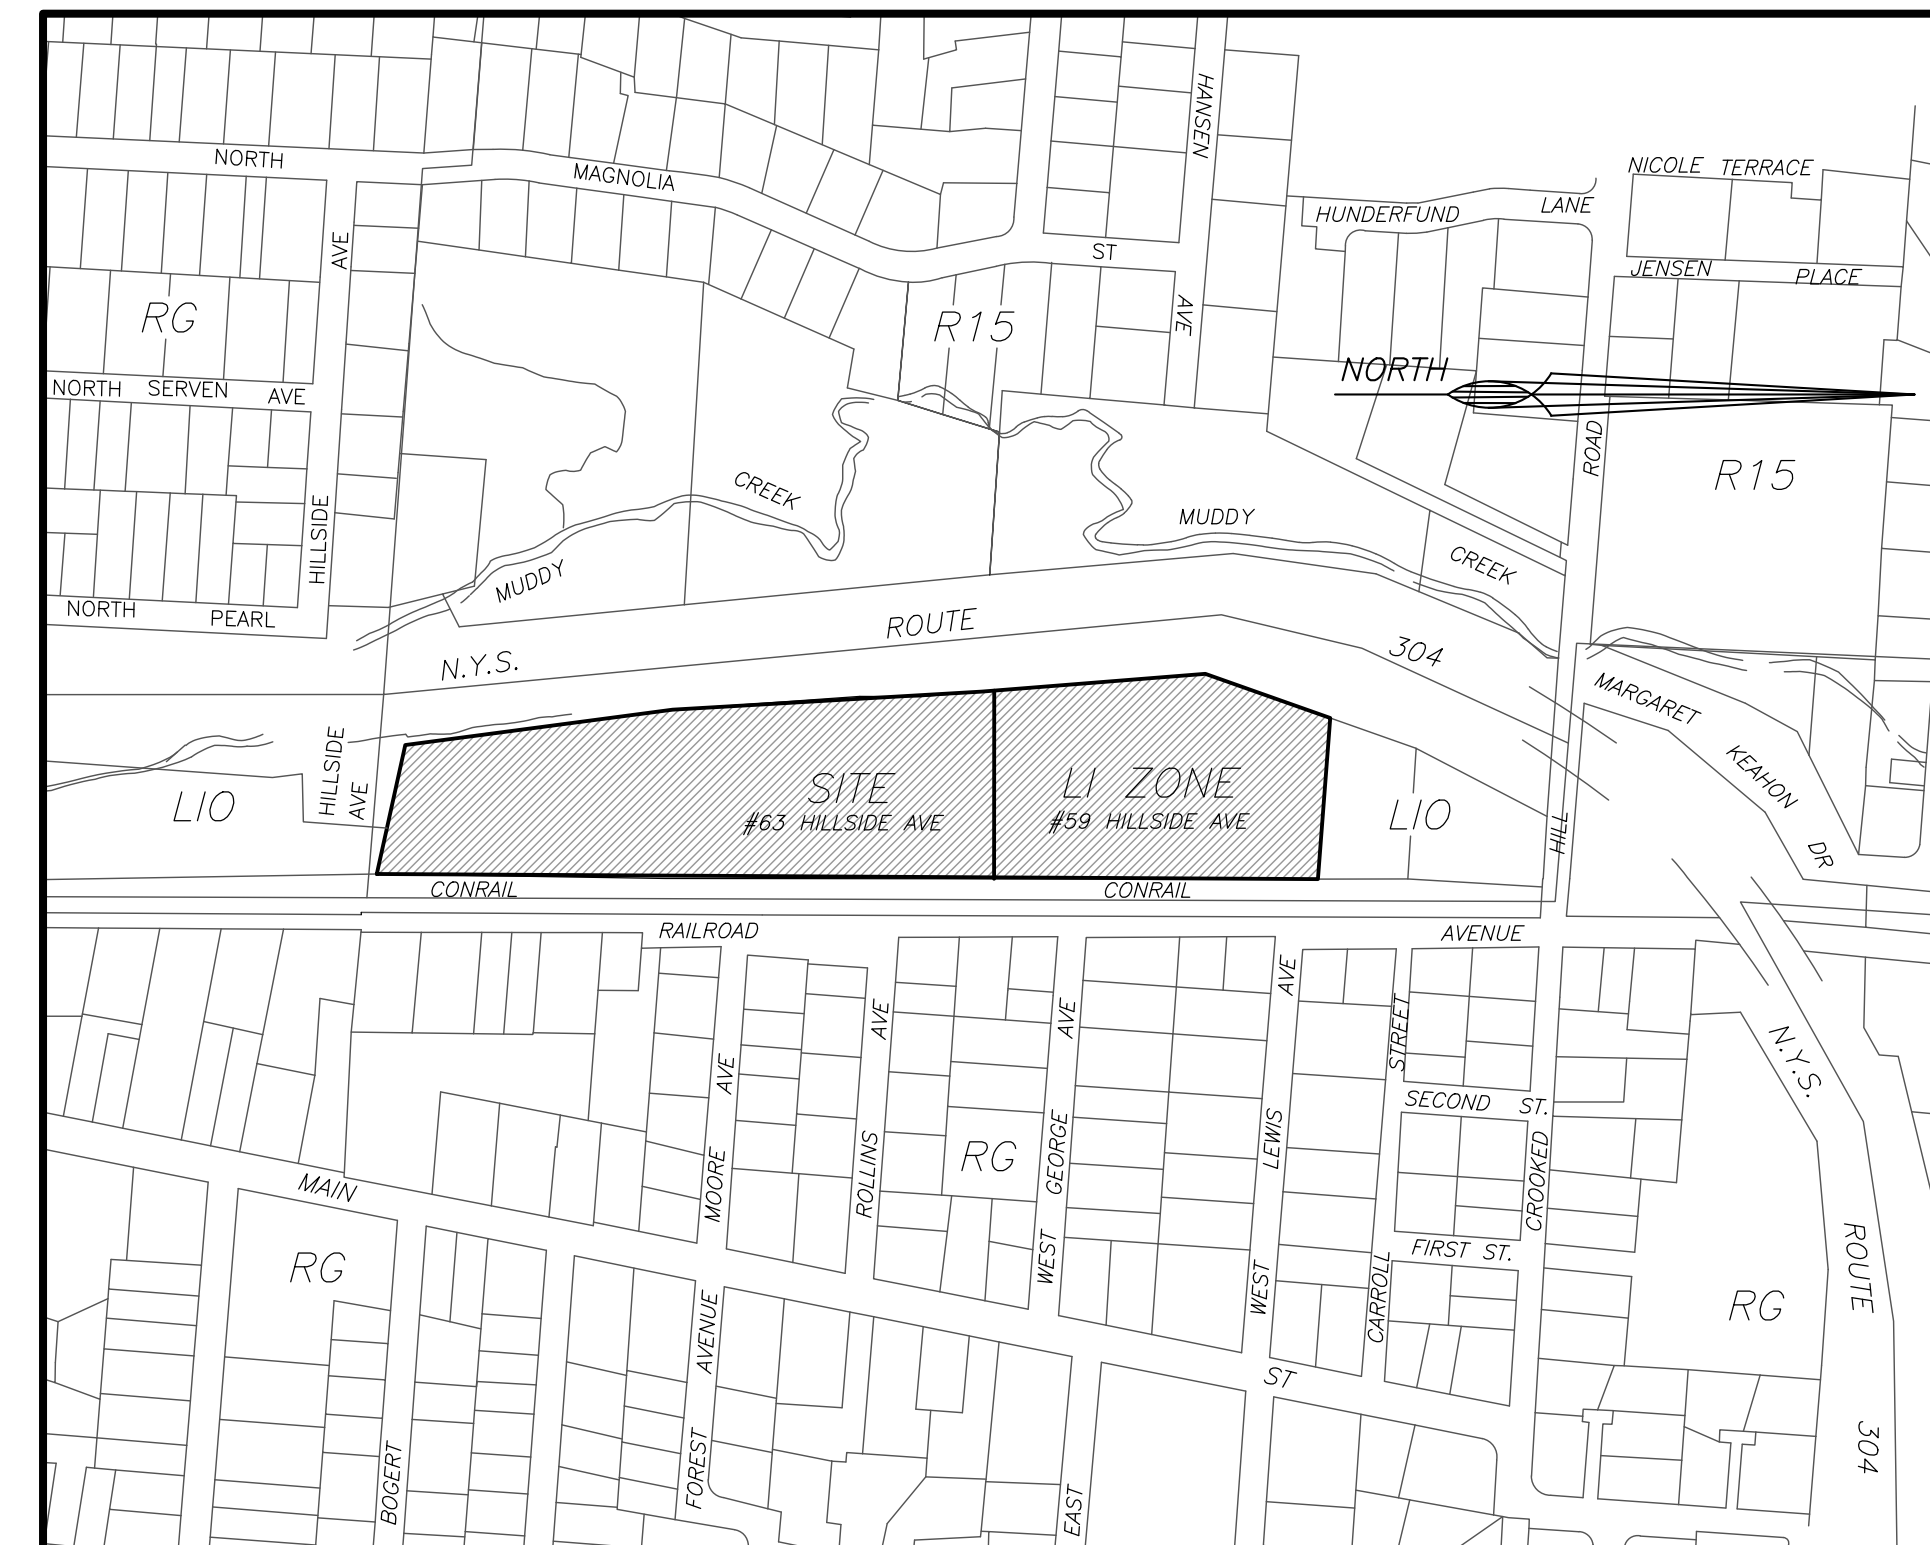 HANSEN
NORTH
MAGNOLIA
NICOLE TERRACE
HUNDERFUND
LANE
AVE
ST
JENSEN
PLACE
RG
R15
AVE
NORTH
NORTH SERVEN AVE
ROAD
R15
CREEK
MUDDY
HILLSIDE
CREEK
MUDDY
NORTH
PEARL
ROUTE
304
N.Y.S.
MARGARET
KEAHON
DR
HILLSIDE
AVE
LIO
SITE
#63 HILLSIDE AVE
LI ZONE
#59 HILLSIDE AVE
LIO
HILL
CONRAIL
CONRAIL
RAILROAD
AVENUE
AVE
AVE
AVE
AVE
STREET
N.Y.S.
SECOND ST.
MOORE
ROLLINS
RG
GEORGE
LEWIS
CROOKED
MAIN
WEST
WEST
FIRST ST.
CARROLL
RG
RG
ROUTE
AVENUE
ST
304
BOGERT
FOREST
EAST